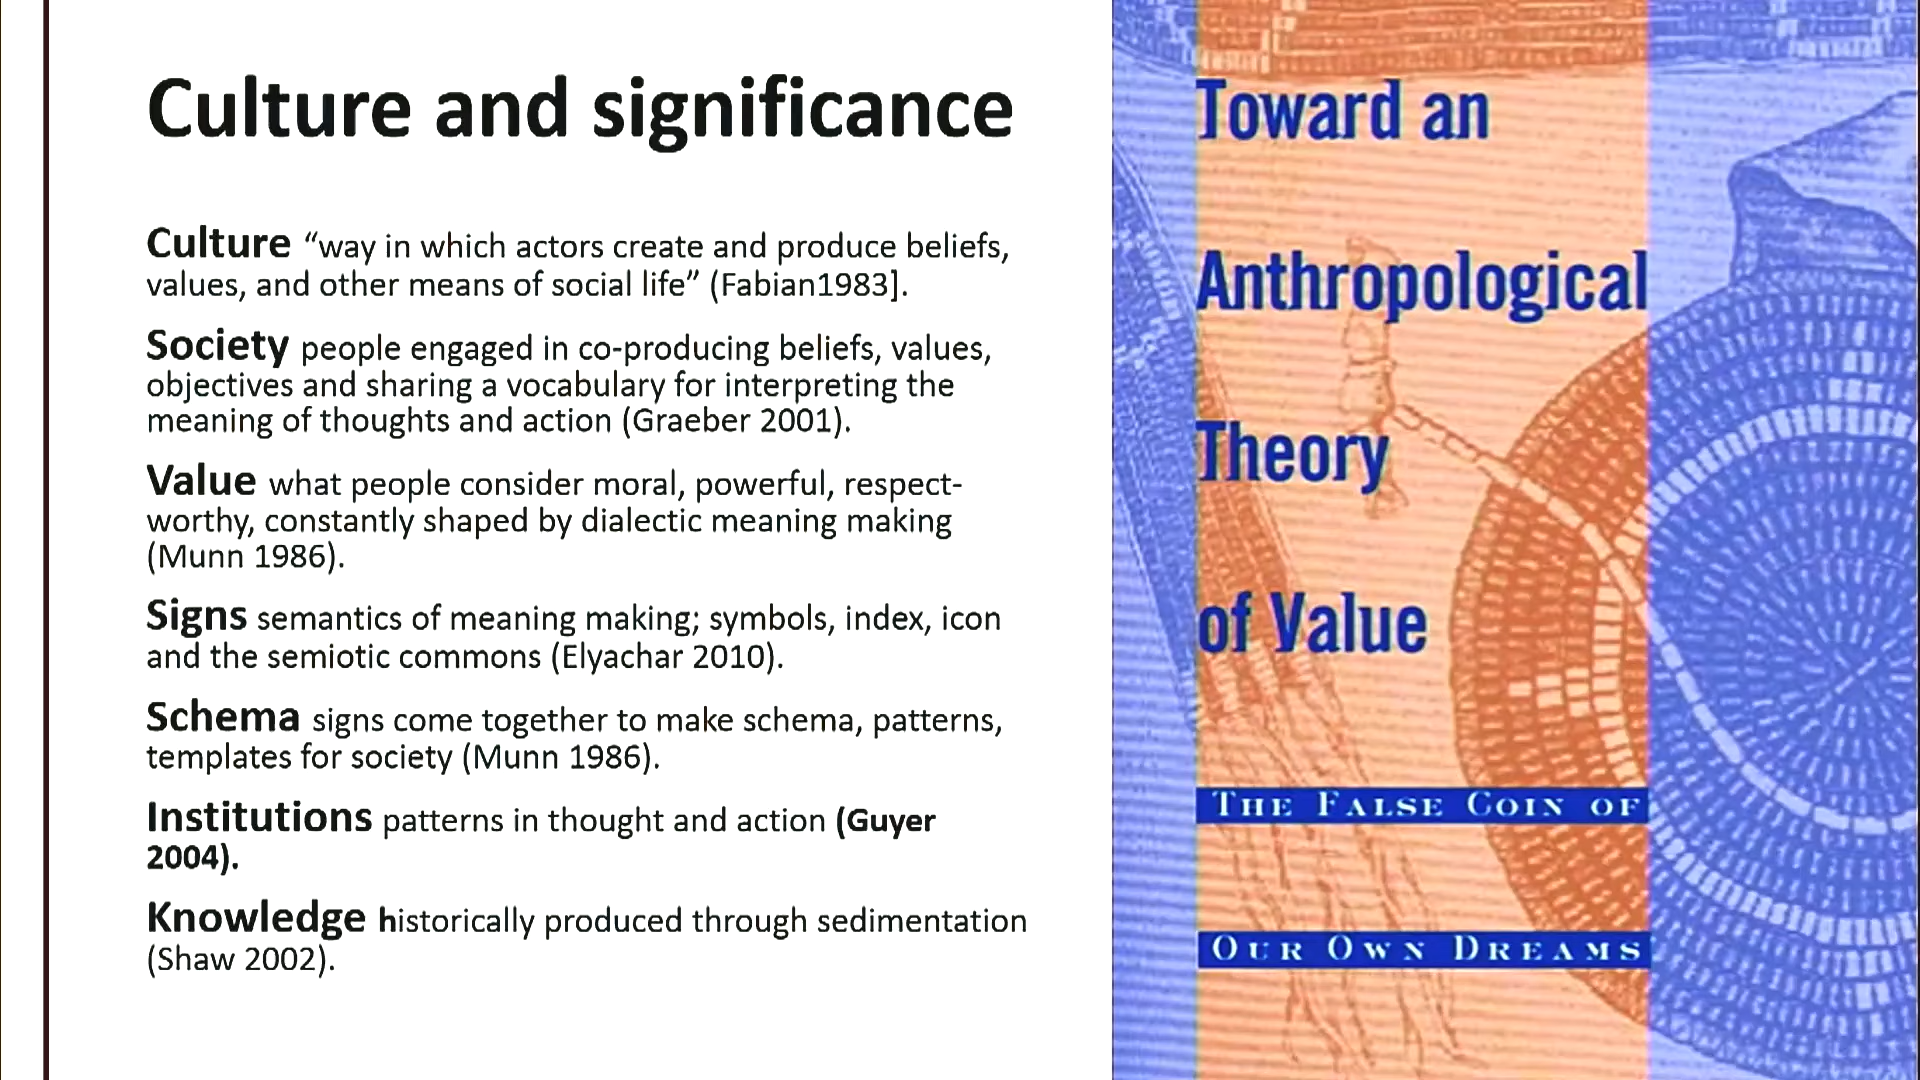 Culture and significance
Culture “way in which actors create and produce beliefs,
values, and other means of social life” (Fabian1983].
Society people engaged in co-producing beliefs, values,
objectives and sharing a vocabulary for interpreting the
meaning of thoughts and action (Graeber 2001).
Value what people consider moral, powerful, respect-
worthy, constantly shaped by dialectic meaning making
(Munn 1986).
Signs semantics of meaning making; symbols, index, icon
and the semiotic commons (Elyachar 2010).
Schema signs come together to make schema, patterns,
templates for society (Munn 1986).
Institutions patterns in thought and action (Guyer
2004).
Knowledge historically produced through sedimentation
(Shaw 2002).
Toward an
Anthropological
Theory
of Value
THE FALSE COIN OF
OUR OWN DREAMS